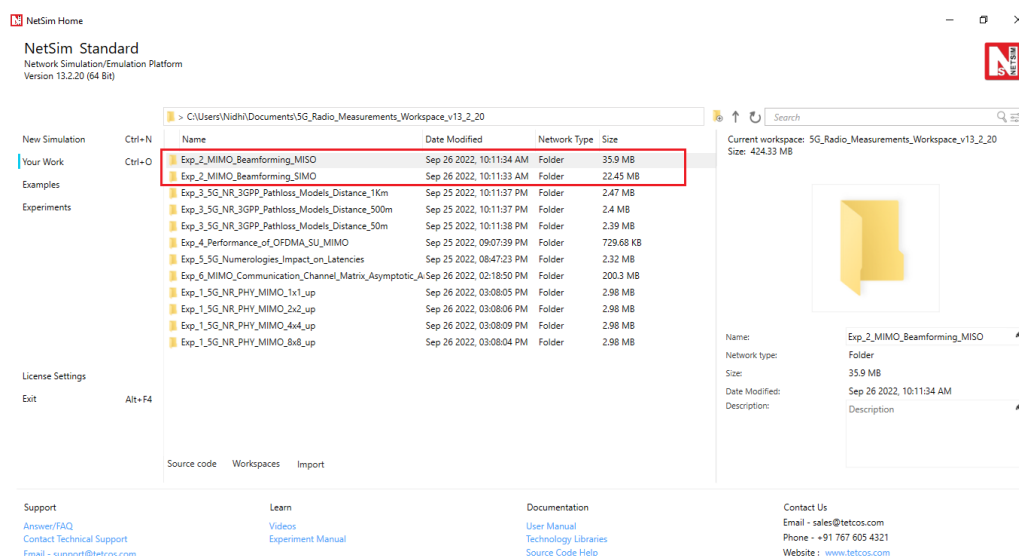 NetSim Home
NetSim Standard
Network Simulation/Emulation Platform
Version 13.2.20 (64 Bit)
NETSIM
> C:\Users\Nidhi\Documents\5G_Radio_Measurements_Workspace_v13_2_20
Search
New Simulation Ctrl+N
Your Work Ctrl+O
Examples
Experiments
License Settings
Exit Alt+F4
Name Date Modified Network Type Size
Exp_2_MIMO_Beamforming_MISO Sep 26 2022, 10:11:34 AM Folder 35.9 MB
Exp_2_MIMO_Beamforming_SIMO Sep 26 2022, 10:11:33 AM Folder 22.45 MB
Exp_3_5G_NR_3GPP_Pathloss_Models_Distance_1Km Sep 25 2022, 10:11:37 PM Folder 2.47 MB
Exp_3_5G_NR_3GPP_Pathloss_Models_Distance_500m Sep 25 2022, 10:11:37 PM Folder 2.4 MB
Exp_3_5G_NR_3GPP_Pathloss_Models_Distance_50m Sep 25 2022, 10:11:38 PM Folder 2.39 MB
Exp_4_Performance_of_OFDMA_SU_MIMO Sep 25 2022, 09:07:39 PM Folder 729.68 KB
Exp_5_5G_Numerologies_Impact_on_Latencies Sep 25 2022, 08:47:23 PM Folder 2.32 MB
Exp_6_MIMO_Communication_Channel_Matrix_Asymptotic_A Sep 26 2022, 02:18:50 PM Folder 200.3 MB
Exp_1_5G_NR_PHY_MIMO_1x1_up Sep 26 2022, 03:08:05 PM Folder 2.98 MB
Exp_1_5G_NR_PHY_MIMO_2x2_up Sep 26 2022, 03:08:06 PM Folder 2.98 MB
Exp_1_5G_NR_PHY_MIMO_4x4_up Sep 26 2022, 03:08:09 PM Folder 2.98 MB
Exp_1_5G_NR_PHY_MIMO_8x8_up Sep 26 2022, 03:08:04 PM Folder 2.98 MB
Source code Workspaces Import
Current workspace: 5G_Radio_Measurements_Workspace_v13_2_20
Size: 424.33 MB
Name: Exp_2_MIMO_Beamforming_MISO
Network type: Folder
Size: 35.9 MB
Date Modified: Sep 26 2022, 10:11:34 AM
Description: Description
Support
Answer/FAQ
Contact Technical Support
Email - support@tetcos.com
Learn
Videos
Experiment Manual
Documentation
User Manual
Technology Libraries
Source Code Help
Contact Us
Email - sales@tetcos.com
Phone - +91 767 605 4321
Website : www.tetcos.com